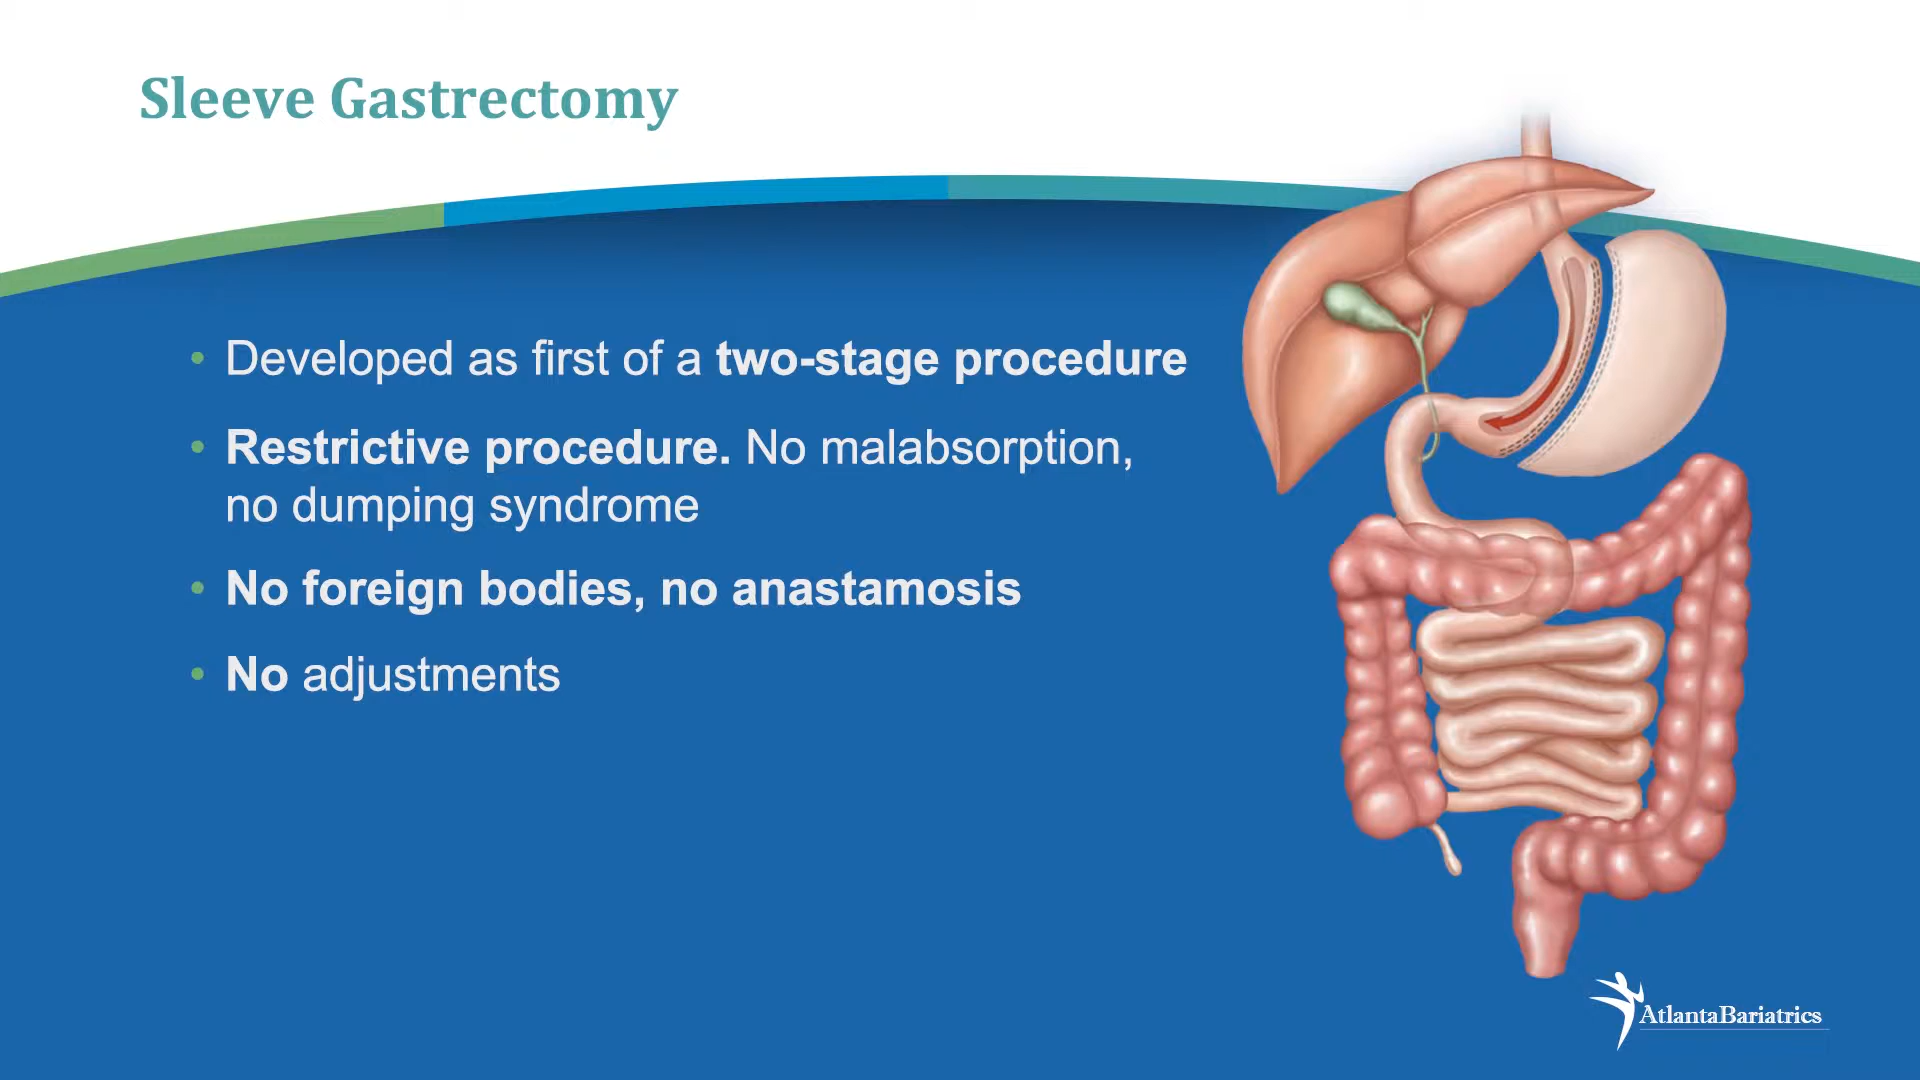 Sleeve Gastrectomy
• Developed as first of a two-stage procedure
• Restrictive procedure. No malabsorption,
no dumping syndrome
• No foreign bodies, no anastamosis
• No adjustments
AtlantaBariatrics